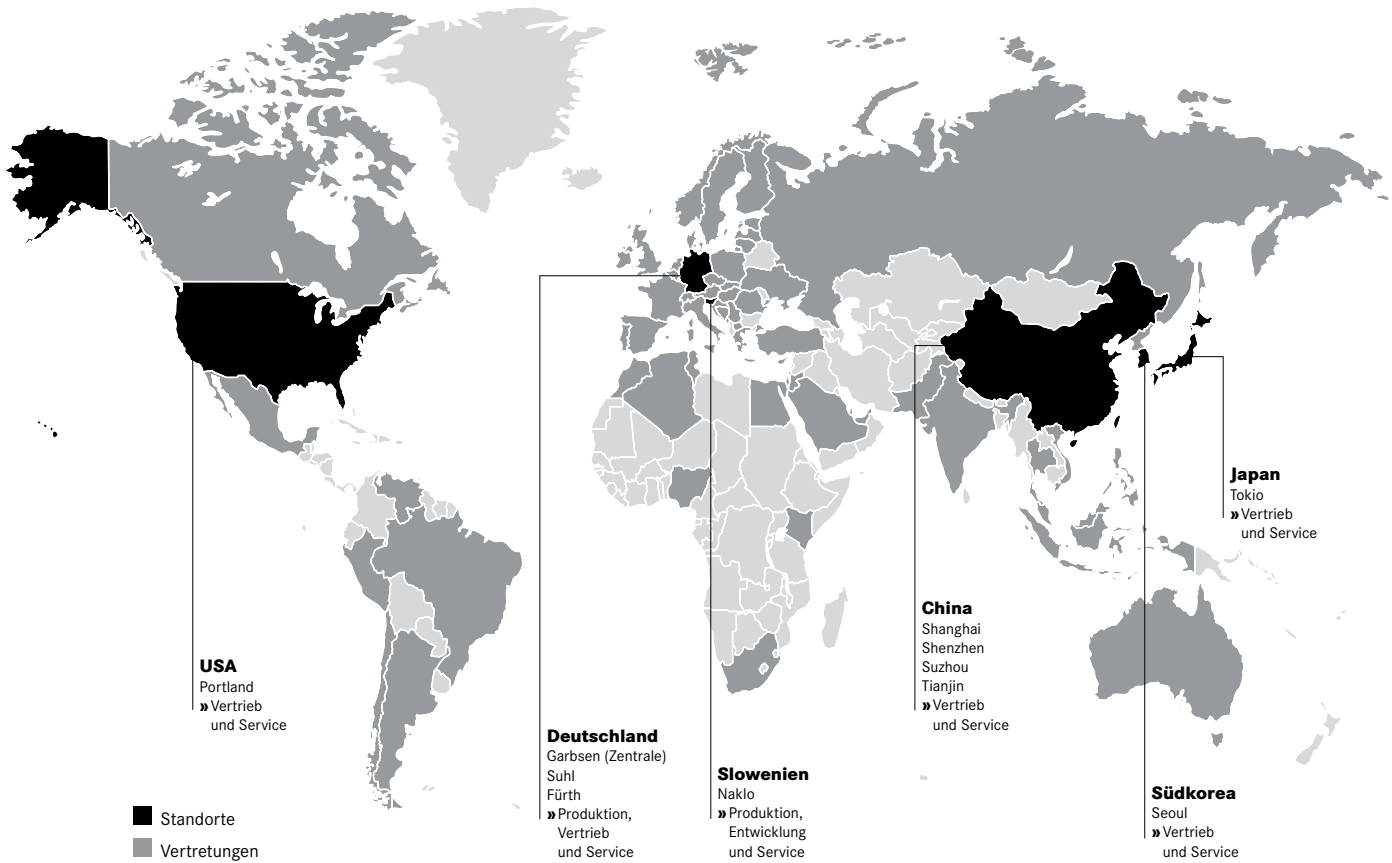 USA
Portland
» Vertrieb
und Service
Deutschland
Garbsen (Zentrale)
Suhl
Fürth
» Produktion,
Vertrieb
und Service
Slowenien
Naklo
» Produktion,
Entwicklung
und Service
China
Shanghai
Shenzhen
Suzhou
Tianjin
» Vertrieb
und Service
Südkorea
Seoul
» Vertrieb
und Service
Japan
Tokio
» Vertrieb
und Service
Standorte
Vertretungen